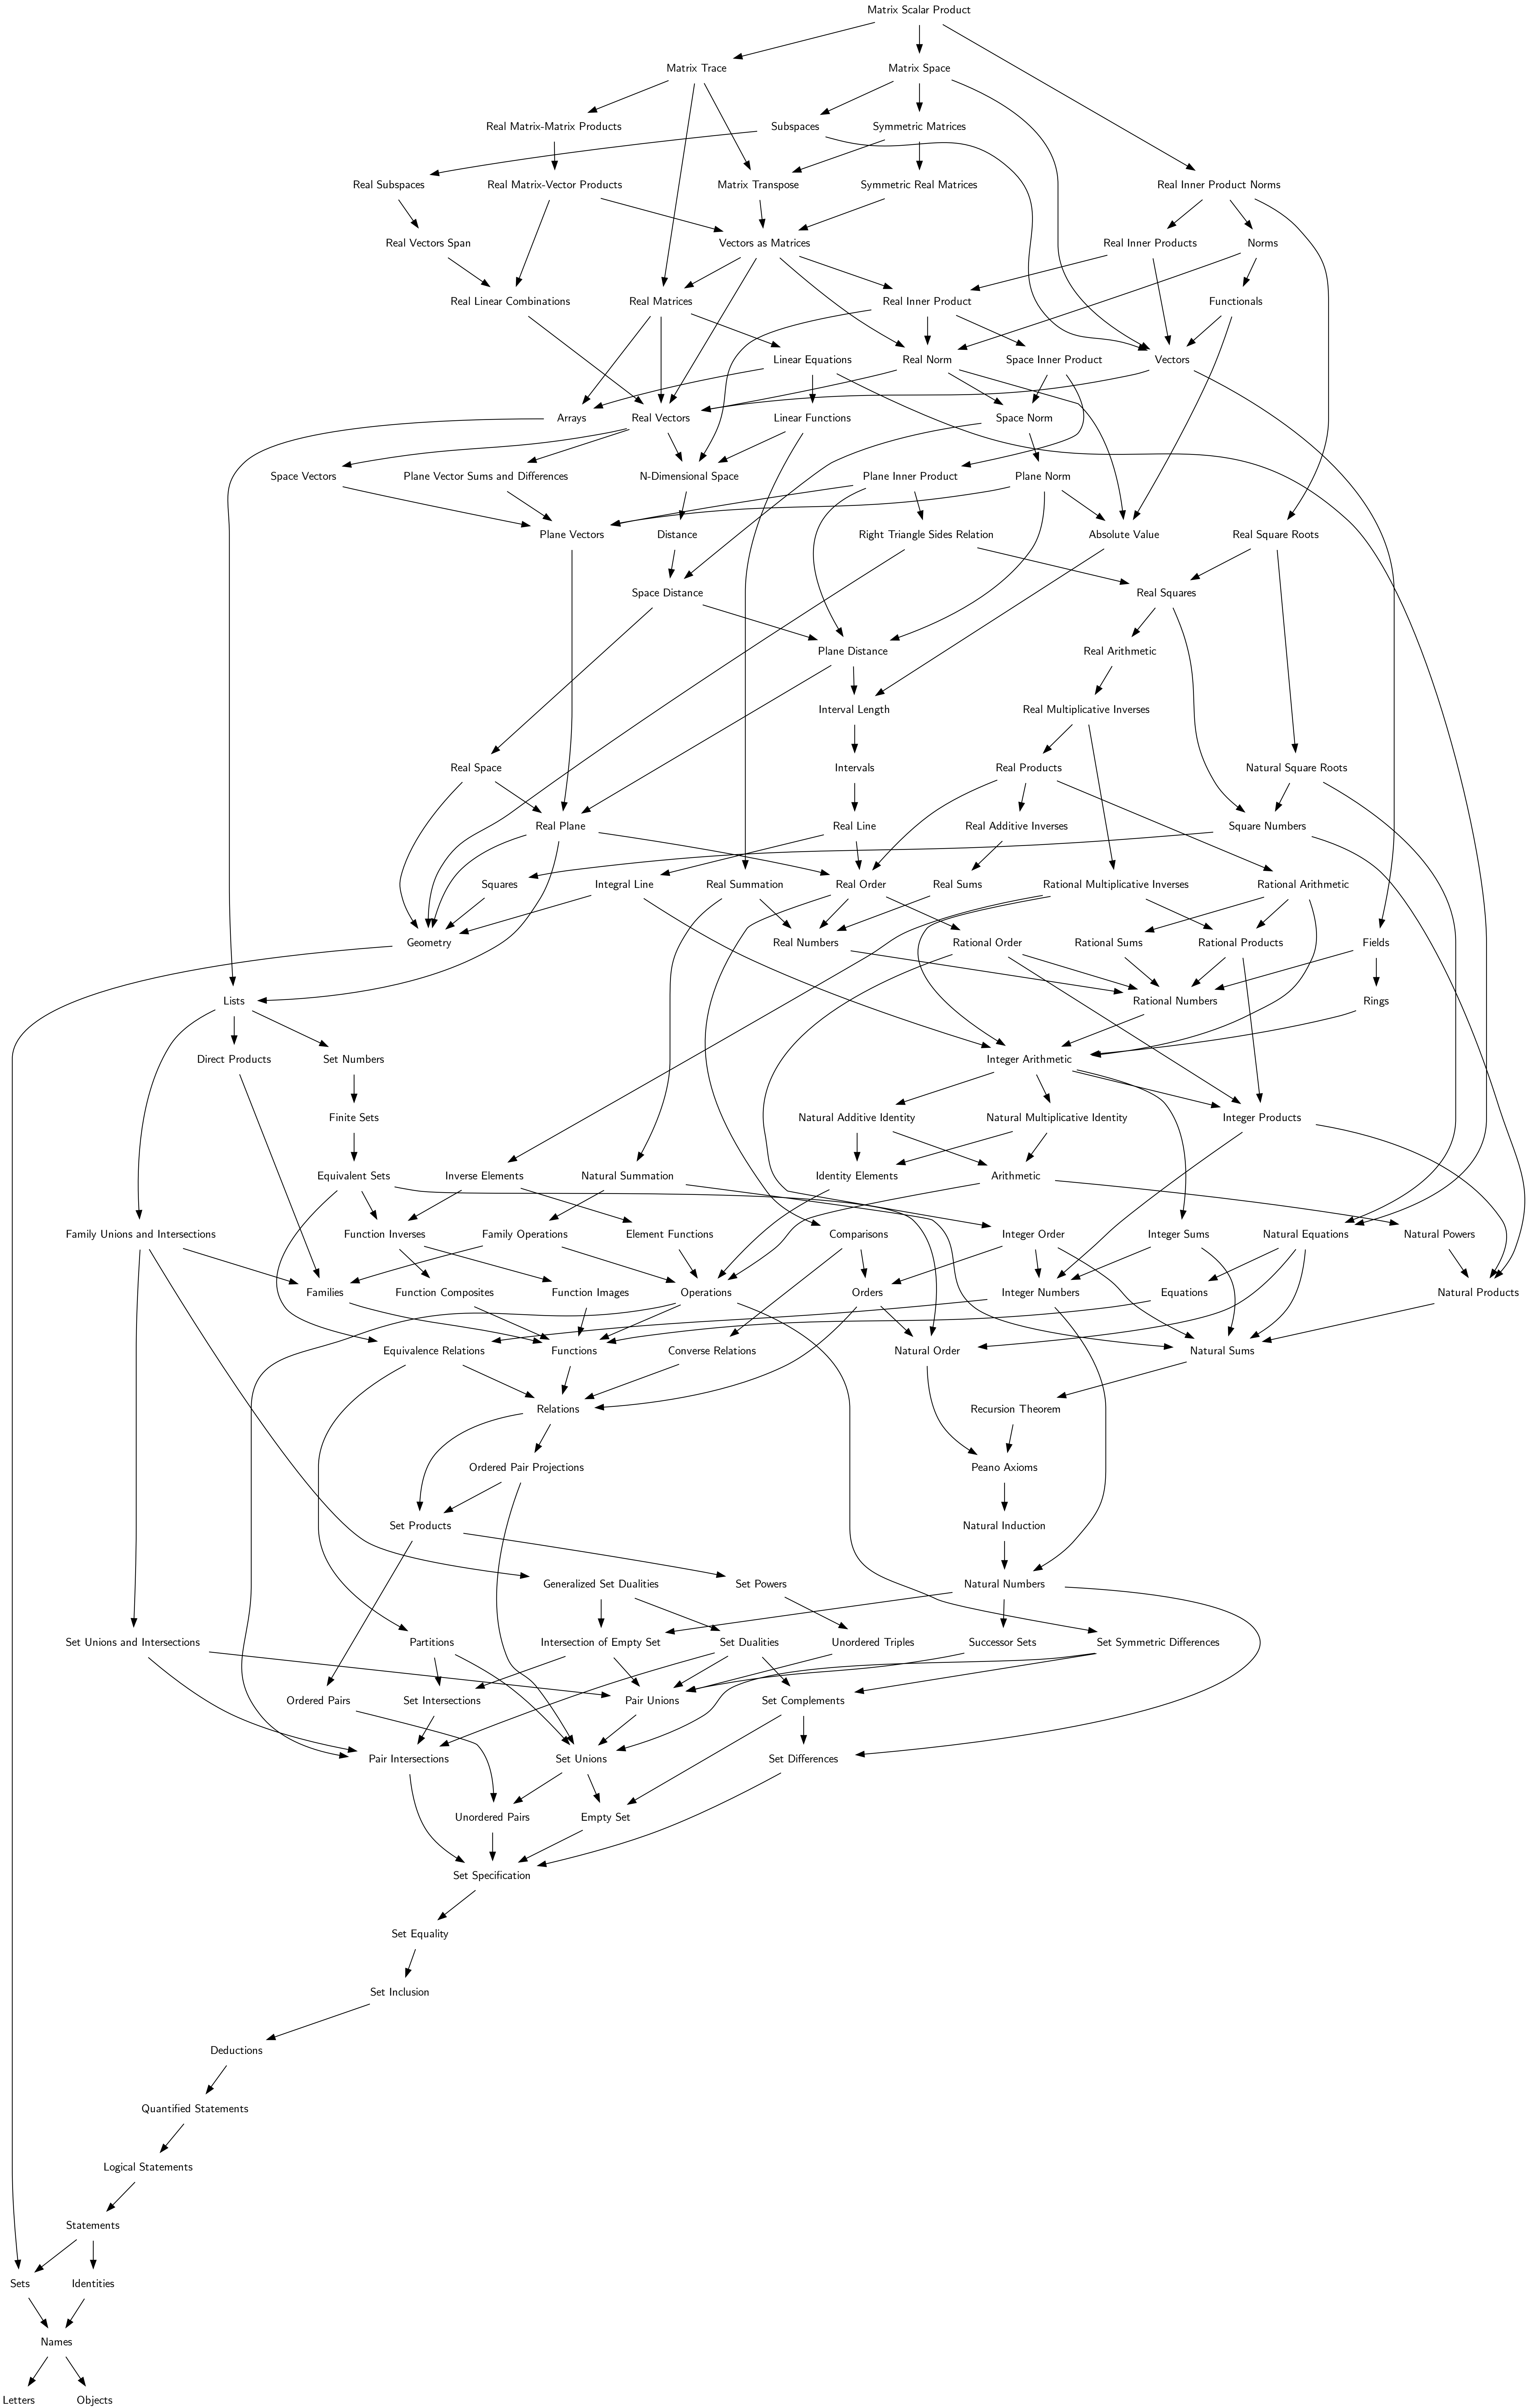 Matrix Scalar Product
Matrix Trace
Matrix Space
Real Matrix-Matrix Products
Subspaces
Symmetric Matrices
Real Subspaces
Real Matrix-Vector Products
Matrix Transpose
Symmetric Real Matrices
Real Inner Product Norms
Real Vectors Span
Vectors as Matrices
Real Inner Products
Norms
Real Linear Combinations
Real Matrices
Real Inner Product
Functionals
Linear Equations
Real Norm
Space Inner Product
Vectors
Arrays
Real Vectors
Linear Functions
Space Norm
Space Vectors
Plane Vector Sums and Differences
N-Dimensional Space
Plane Inner Product
Plane Norm
Plane Vectors
Distance
Right Triangle Sides Relation
Absolute Value
Real Square Roots
Space Distance
Real Squares
Plane Distance
Real Arithmetic
Interval Length
Real Multiplicative Inverses
Real Space
Intervals
Real Products
Natural Square Roots
Real Plane
Real Line
Real Additive Inverses
Square Numbers
Squares
Integral Line
Real Summation
Real Order
Real Sums
Rational Multiplicative Inverses
Rational Arithmetic
Geometry
Real Numbers
Rational Order
Rational Sums
Rational Products
Fields
Lists
Rational Numbers
Rings
Direct Products
Set Numbers
Integer Arithmetic
Finite Sets
Natural Additive Identity
Natural Multiplicative Identity
Integer Products
Equivalent Sets
Inverse Elements
Natural Summation
Identity Elements
Arithmetic
Family Unions and Intersections
Function Inverses
Family Operations
Element Functions
Comparisons
Integer Order
Integer Sums
Natural Equations
Natural Powers
Families
Function Composites
Function Images
Operations
Orders
Integer Numbers
Equations
Natural Products
Equivalence Relations
Functions
Converse Relations
Natural Order
Natural Sums
Relations
Recursion Theorem
Ordered Pair Projections
Peano Axioms
Set Products
Natural Induction
Generalized Set Dualities
Set Powers
Natural Numbers
Set Unions and Intersections
Partitions
Intersection of Empty Set
Set Dualities
Unordered Triples
Successor Sets
Set Symmetric Differences
Ordered Pairs
Set Intersections
Pair Unions
Set Complements
Pair Intersections
Set Unions
Set Differences
Unordered Pairs
Empty Set
Set Specification
Set Equality
Set Inclusion
Deductions
Quantified Statements
Logical Statements
Statements
Sets
Identities
Names
Letters
Objects